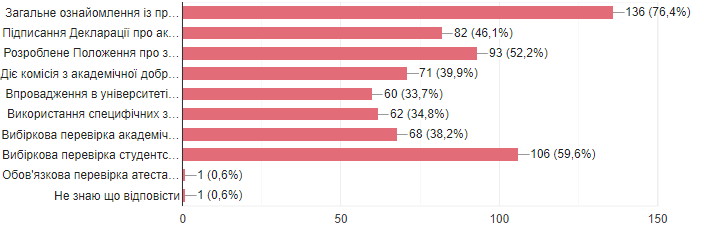 Загальне ознайомлення із пр… 136 (76,4%)
Підписання Декларації про ак… 82 (46,1%)
Розроблене Положення про з… 93 (52,2%)
Діє комісія з академічної добр… 71 (39,9%)
Впровадження в університеті… 60 (33,7%)
Використання специфічних з… 62 (34,8%)
Вибіркова перевірка академіч… 68 (38,2%)
Вибіркова перевірка студентс… 106 (59,6%)
Обов'язкова перевірка атеста… 1 (0,6%)
Не знаю що відповісти 1 (0,6%)
0 50 100 150